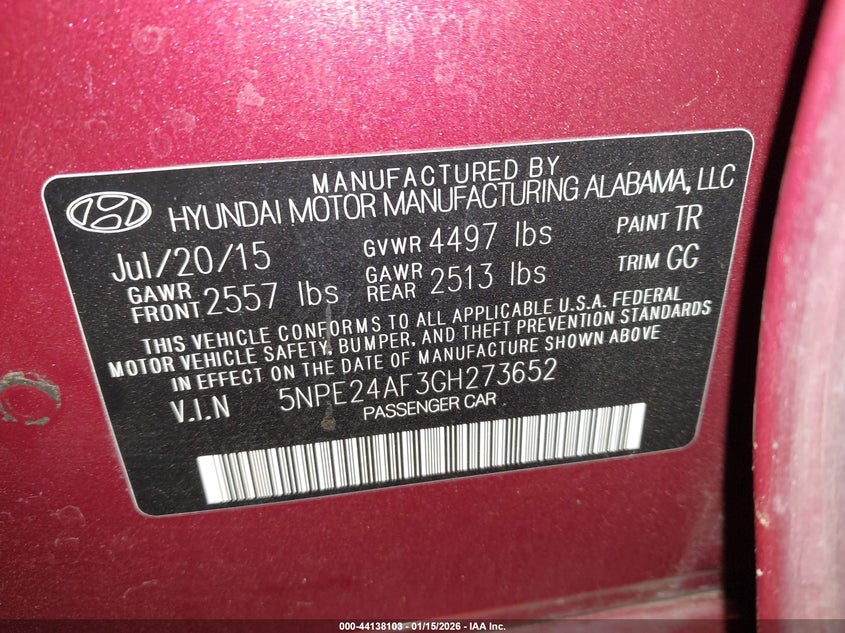 MANUFACTURED BY
HYUNDAI MOTOR MANUFACTURING ALABAMA, LLC
Jul/20/15 GVWR 4497 lbs PAINT TR
GAWR FRONT 2557 lbs GAWR REAR 2513 lbs TRIM GG
THIS VEHICLE CONFORMS TO ALL APPLICABLE U.S.A. FEDERAL
MOTOR VEHICLE SAFETY, BUMPER, AND THEFT PREVENTION STANDARDS
IN EFFECT ON THE DATE OF MANUFACTURE SHOWN ABOVE
V.I.N 5NPE24AF3GH273652
PASSENGER CAR
000-44138103 - 01/15/2026 - IAA Inc.